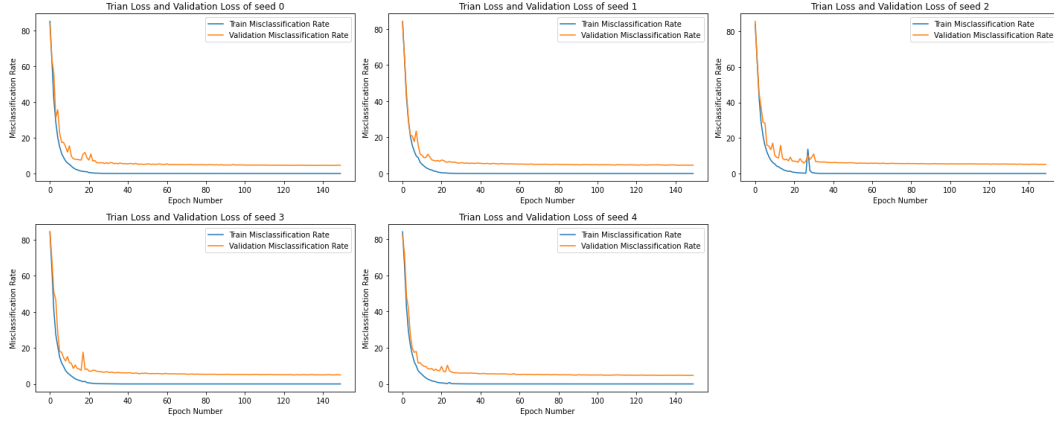 Trian Loss and Validation Loss of seed 0
80
60
40
20
0
Misclassification Rate
Train Misclassification Rate
Validation Misclassification Rate
0 20 40 60 80 100 120 140
Epoch Number
Trian Loss and Validation Loss of seed 1
80
60
40
20
0
Misclassification Rate
Train Misclassification Rate
Validation Misclassification Rate
0 20 40 60 80 100 120 140
Epoch Number
Trian Loss and Validation Loss of seed 2
80
60
40
20
0
Misclassification Rate
Train Misclassification Rate
Validation Misclassification Rate
0 20 40 60 80 100 120 140
Epoch Number
Trian Loss and Validation Loss of seed 3
80
60
40
20
0
Misclassification Rate
Train Misclassification Rate
Validation Misclassification Rate
0 20 40 60 80 100 120 140
Epoch Number
Trian Loss and Validation Loss of seed 4
80
60
40
20
0
Misclassification Rate
Train Misclassification Rate
Validation Misclassification Rate
0 20 40 60 80 100 120 140
Epoch Number